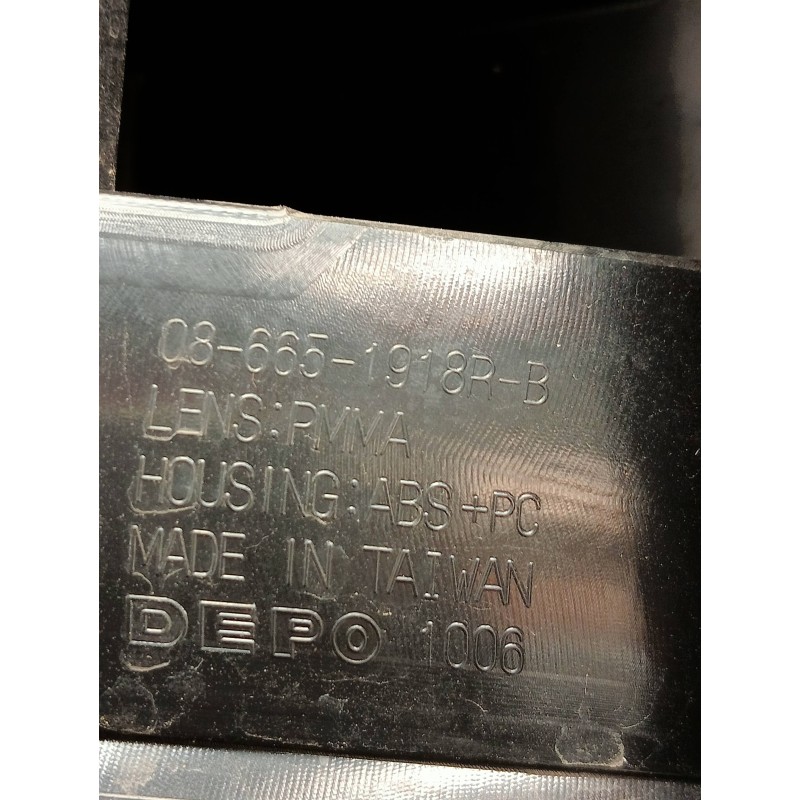 08-665-1918R-B
LENS:PMMA
HOUSING:ABS+PC
MADE IN TAIWAN
DEPO 1006